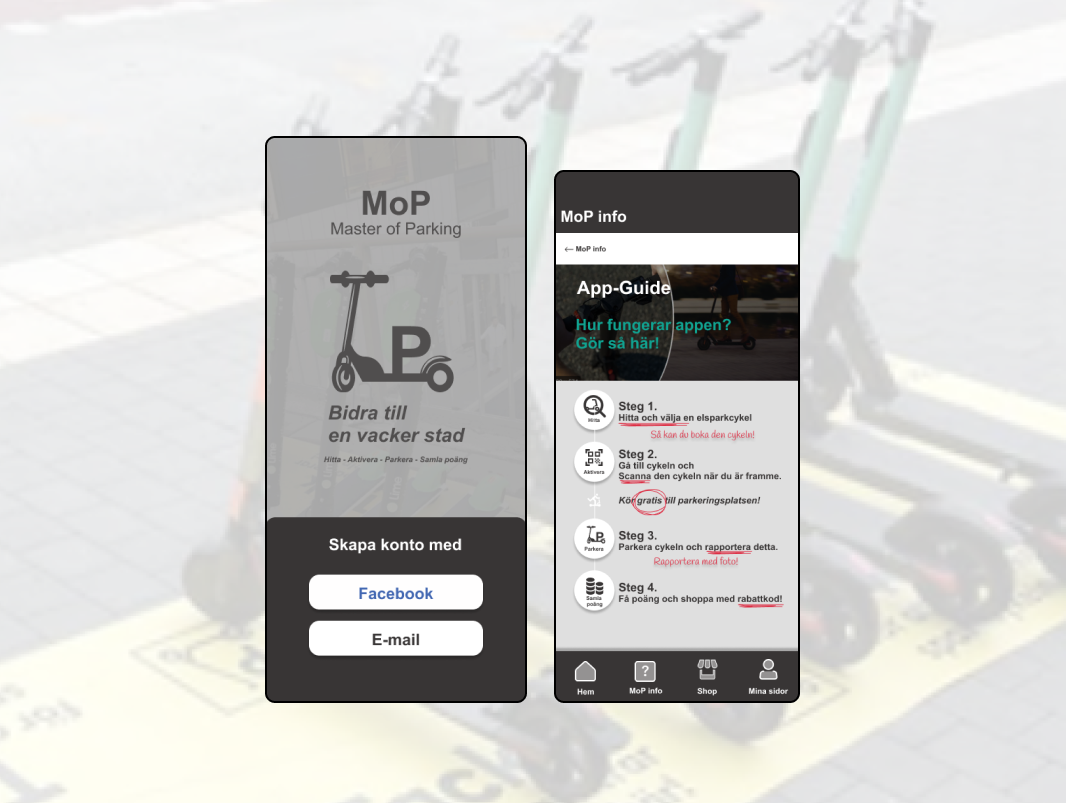 MoP
Master of Parking
P
Bidra till
en vacker stad
Hitta - Aktivera - Parkera - Samla poäng
Skapa konto med
Facebook
E-mail
MoP info
← MoP info
App-Guide
Hur fungerar appen?
Gör så här!
Hitta
Steg 1.
Hitta och välja en elsparkcykel
Så kan du boka den cykeln!
Aktivera
Steg 2.
Gå till cykeln och
Scanna den cykeln när du är framme.
Kör gratis till parkeringsplatsen!
P
Parkera
Steg 3.
Parkera cykeln och rapportera detta.
Rapportera med foto!
Samla
poäng
Steg 4.
Få poäng och shoppa med rabattkod!
?
Hem
MoP info
Shop
Mina sidor
för